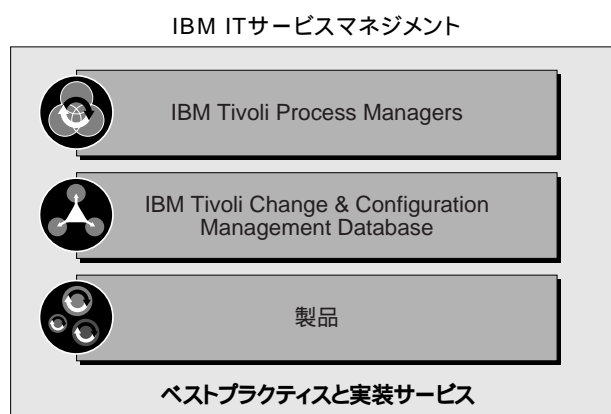 IBM ITサービスマネジメント
IBM Tivoli Process Managers
IBM Tivoli Change & Configuration
Management Database
製品
ベストプラクティスと実装サービス